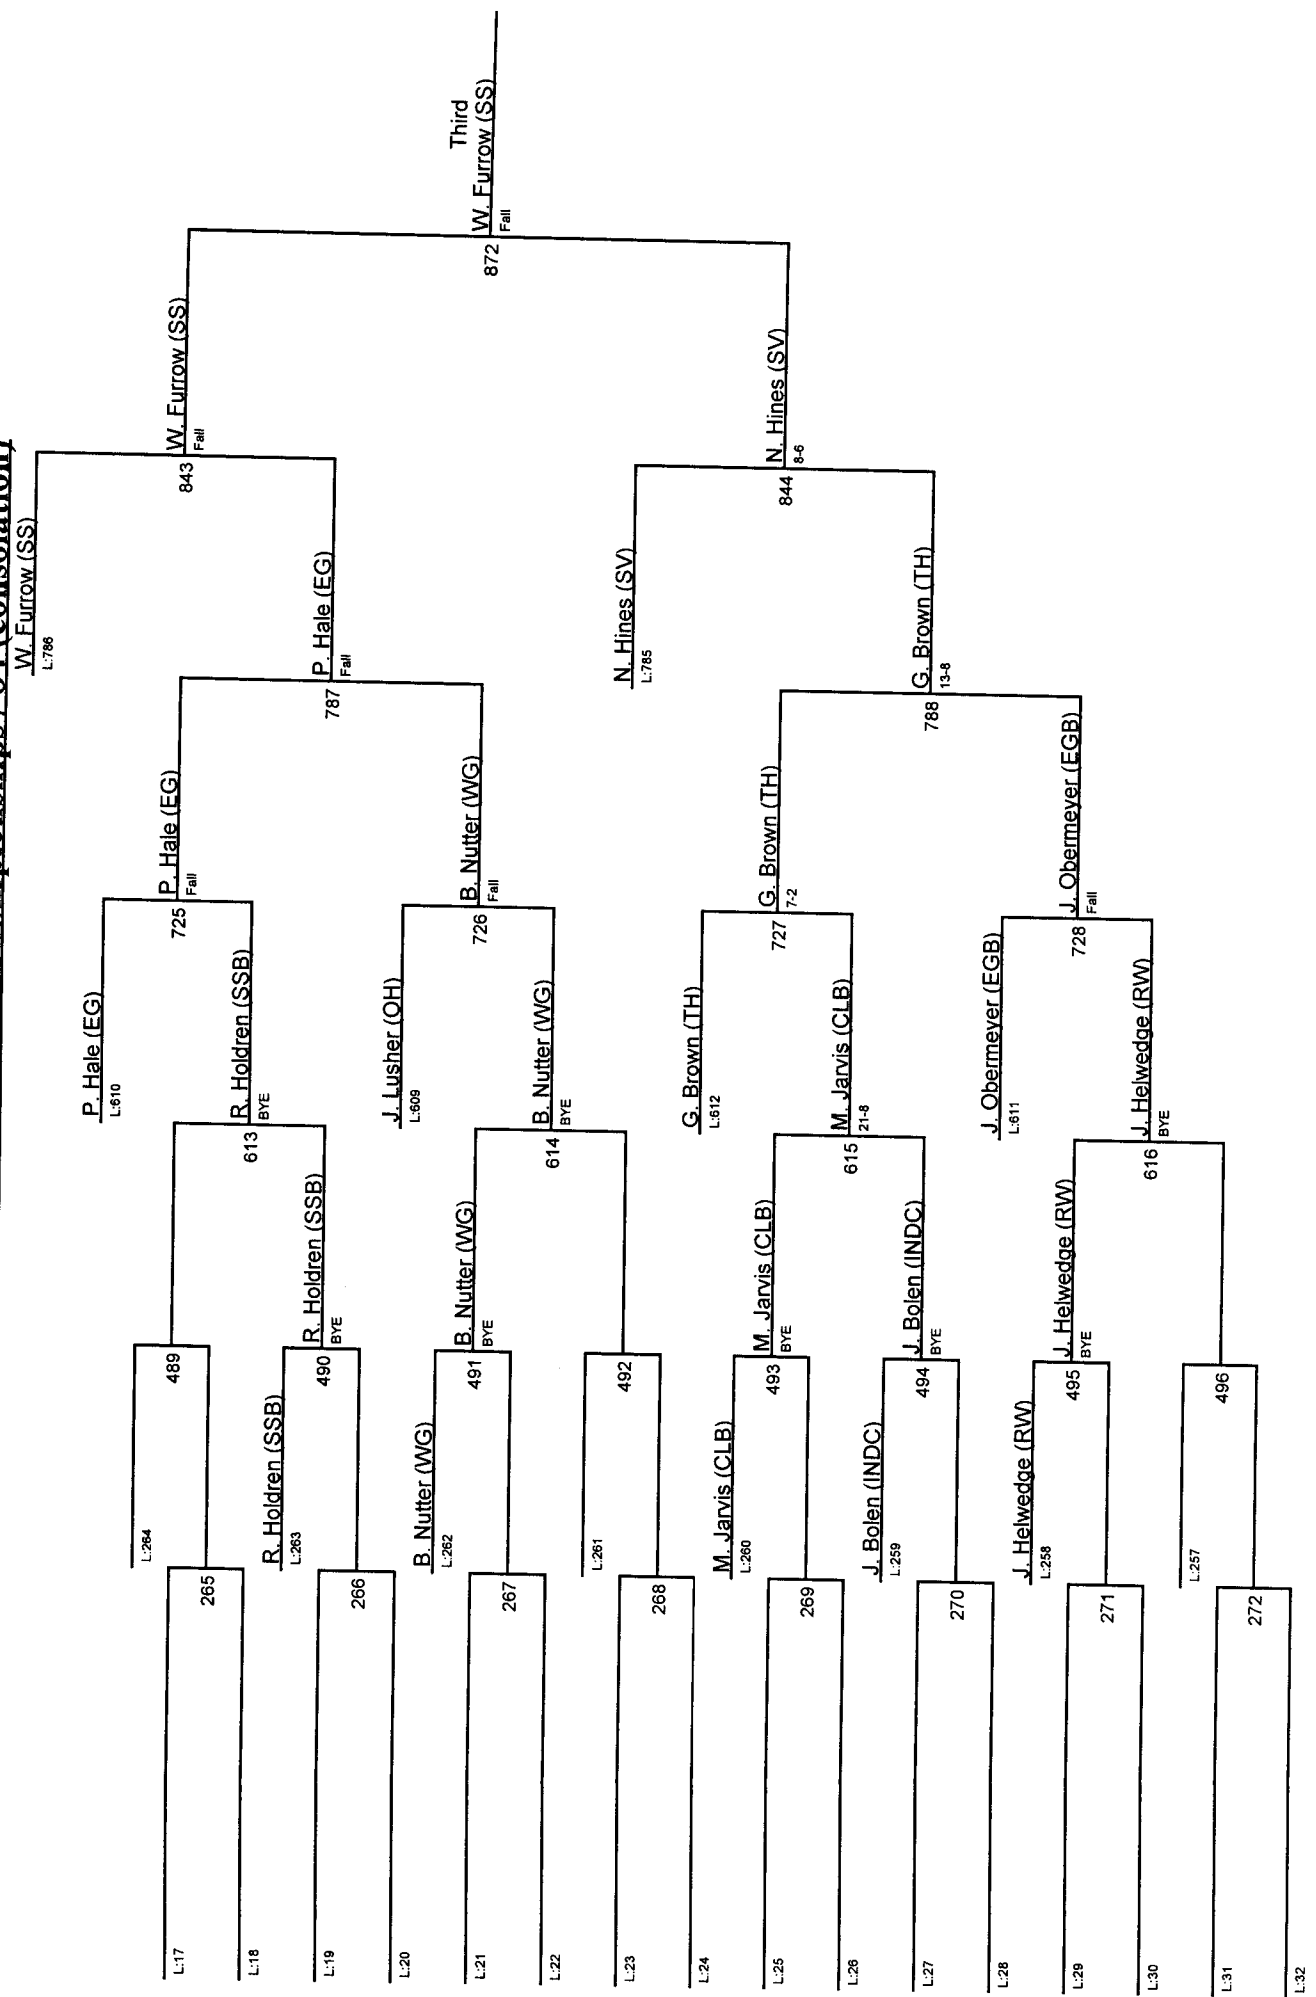 (consolation)
L:17
L:18
L:19
L:20
L:21
L:22
L:23
L:24
L:25
L:26
L:27
L:28
L:29
L:30
L:31
L:32
L:264
265
R. Holdren (SSB)
L:263
266
B. Nutter (WG)
L:262
267
L:261
268
M. Jarvis (CLB)
L:260
269
J. Bolen (INDC)
L:259
270
J. Helwedge (RW)
L:258
271
L:257
272
489
490
R. Holdren (SSB)
BYE
491
B. Nutter (WG)
BYE
492
493
M. Jarvis (CLB)
BYE
494
J. Bolen (INDC)
BYE
495
J. Helwedge (RW)
BYE
496
P. Hale (EG)
L:610
613
R. Holdren (SSB)
BYE
J. Lusher (OH)
L:609
614
B. Nutter (WG)
BYE
G. Brown (TH)
L:612
615
M. Jarvis (CLB)
21-8
J. Obermeyer (EGB)
L:611
616
J. Helwedge (RW)
BYE
725
P. Hale (EG)
Fall
726
B. Nutter (WG)
Fall
727
G. Brown (TH)
7-2
728
J. Obermeyer (EGB)
Fall
W. Furrow (SS)
L:786
787
P. Hale (EG)
Fall
N. Hines (SV)
L:785
788
G. Brown (TH)
13-8
843
W. Furrow (SS)
Fall
844
N. Hines (SV)
8-6
Third
872
W. Furrow (SS)
Fall